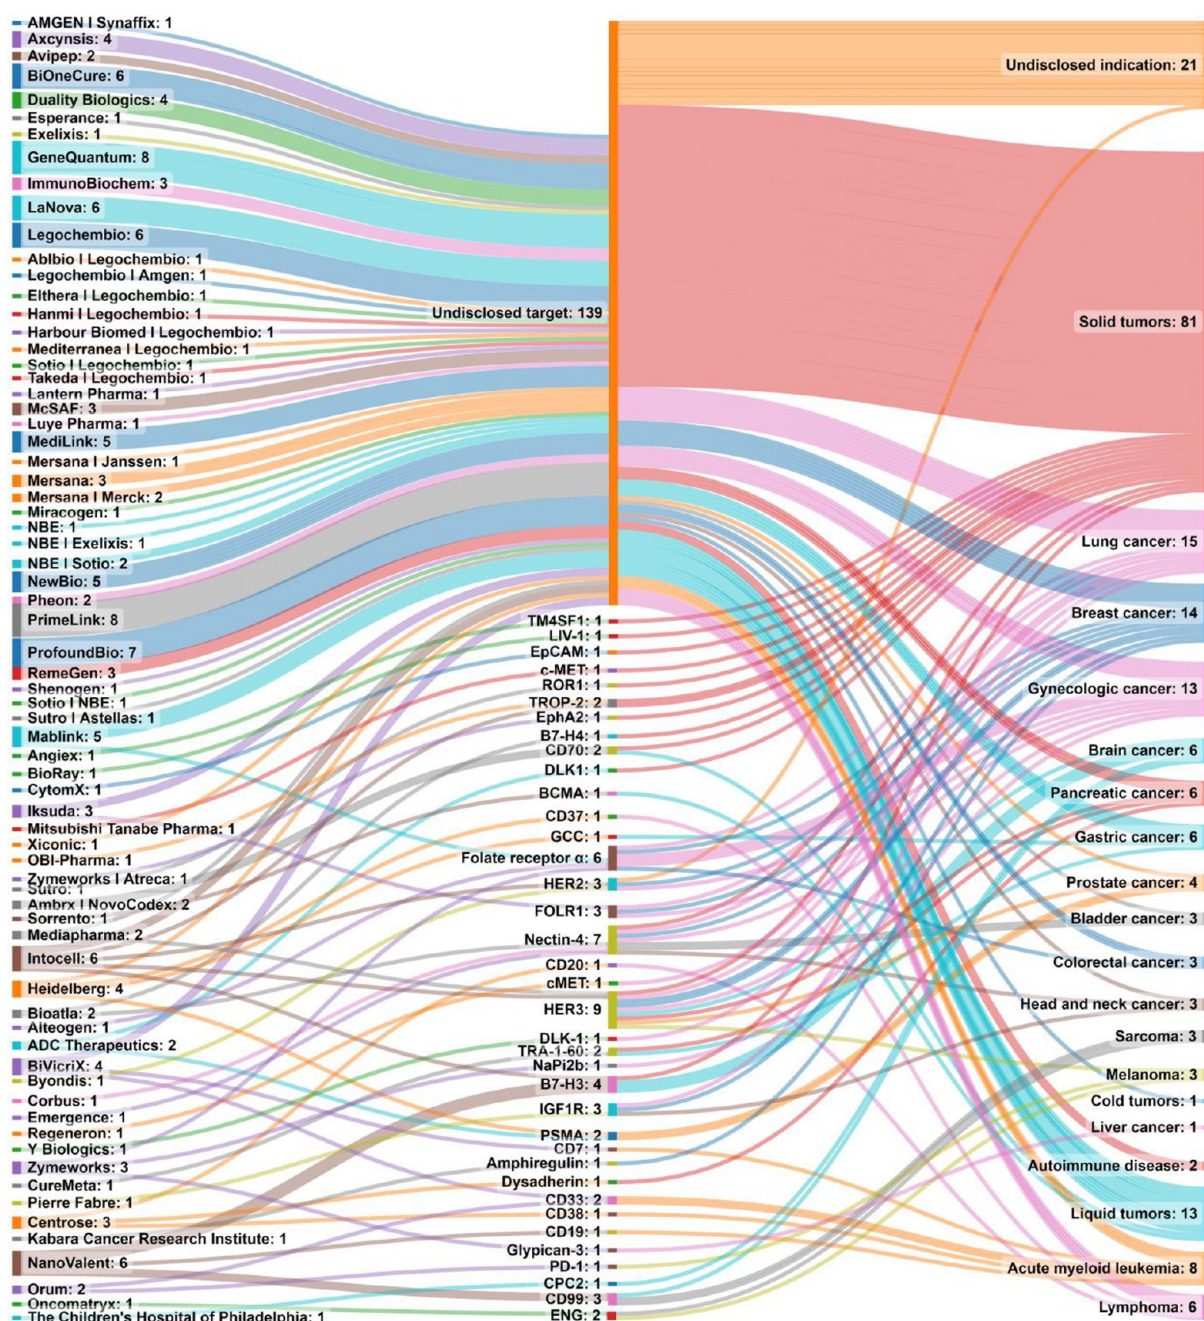 AMGEN I Synaffix: 1
Axcynsis: 4
Avipep: 2
BiOneCure: 6
Duality Biologics: 4
Esperance: 1
Exelixis: 1
GeneQuantum: 8
ImmunoBiochem: 3
LaNova: 6
Legochembio: 6
Ablbio I Legochembio: 1
Legochembio I Amgen: 1
Elthera I Legochembio: 1
Hanmi I Legochembio: 1
Harbour Biomed I Legochembio: 1
Mediterranea I Legochembio: 1
Sotio I Legochembio: 1
Takeda I Legochembio: 1
Lantern Pharma: 1
McSAF: 3
Luye Pharma: 1
MediLink: 5
Mersana I Janssen: 1
Mersana: 3
Mersana I Merck: 2
Miracogen: 1
NBE: 1
NBE I Exelixis: 1
NBE I Sotio: 2
NewBio: 5
Pheon: 2
PrimeLink: 8
ProfoundBio: 7
RemeGen: 3
Shenogen: 1
Sotio I NBE: 1
Sutro I Astellas: 1
Mablink: 5
Angiex: 1
BioRay: 1
CytomX: 1
Iksuda: 3
Mitsubishi Tanabe Pharma: 1
Xiconic: 1
OBI-Pharma: 1
Zymeworks I Atreca: 1
Sutro: 1
Ambrx I NovoCodex: 2
Sorrento: 1
Mediapharma: 2
Intocell: 6
Heidelberg: 4
Bioatla: 2
Aiteogen: 1
ADC Therapeutics: 2
BiVicriX: 4
Byondis: 1
Corbus: 1
Emergence: 1
Regeneron: 1
Y Biologics: 1
Zymeworks: 3
CureMeta: 1
Pierre Fabre: 1
Centrose: 3
Kabara Cancer Research Institute: 1
NanoValent: 6
Orum: 2
Oncomatryx: 1
The Children's Hospital of Philadelphia: 1
Undisclosed target: 139
TM4SF1: 1
LIV-1: 1
EpCAM: 1
c-MET: 1
ROR1: 1
TROP-2: 2
EphA2: 1
B7-H4: 1
CD70: 2
DLK1: 1
BCMA: 1
CD37: 1
GCC: 1
Folate receptor α: 6
HER2: 3
FOLR1: 3
Nectin-4: 7
CD20: 1
cMET: 1
HER3: 9
DLK-1: 1
TRA-1-60: 2
NaPi2b: 1
B7-H3: 4
IGF1R: 3
PSMA: 2
CD7: 1
Amphiregulin: 1
Dysadherin: 1
CD33: 2
CD38: 1
CD19: 1
Glypican-3: 1
PD-1: 1
CPC2: 1
CD99: 3
ENG: 2
Undisclosed indication: 21
Solid tumors: 81
Lung cancer: 15
Breast cancer: 14
Gynecologic cancer: 13
Brain cancer: 6
Pancreatic cancer: 6
Gastric cancer: 6
Prostate cancer: 4
Bladder cancer: 3
Colorectal cancer: 3
Head and neck cancer: 3
Sarcoma: 3
Melanoma: 3
Cold tumors: 1
Liver cancer: 1
Autoimmune disease: 2
Liquid tumors: 13
Acute myeloid leukemia: 8
Lymphoma: 6